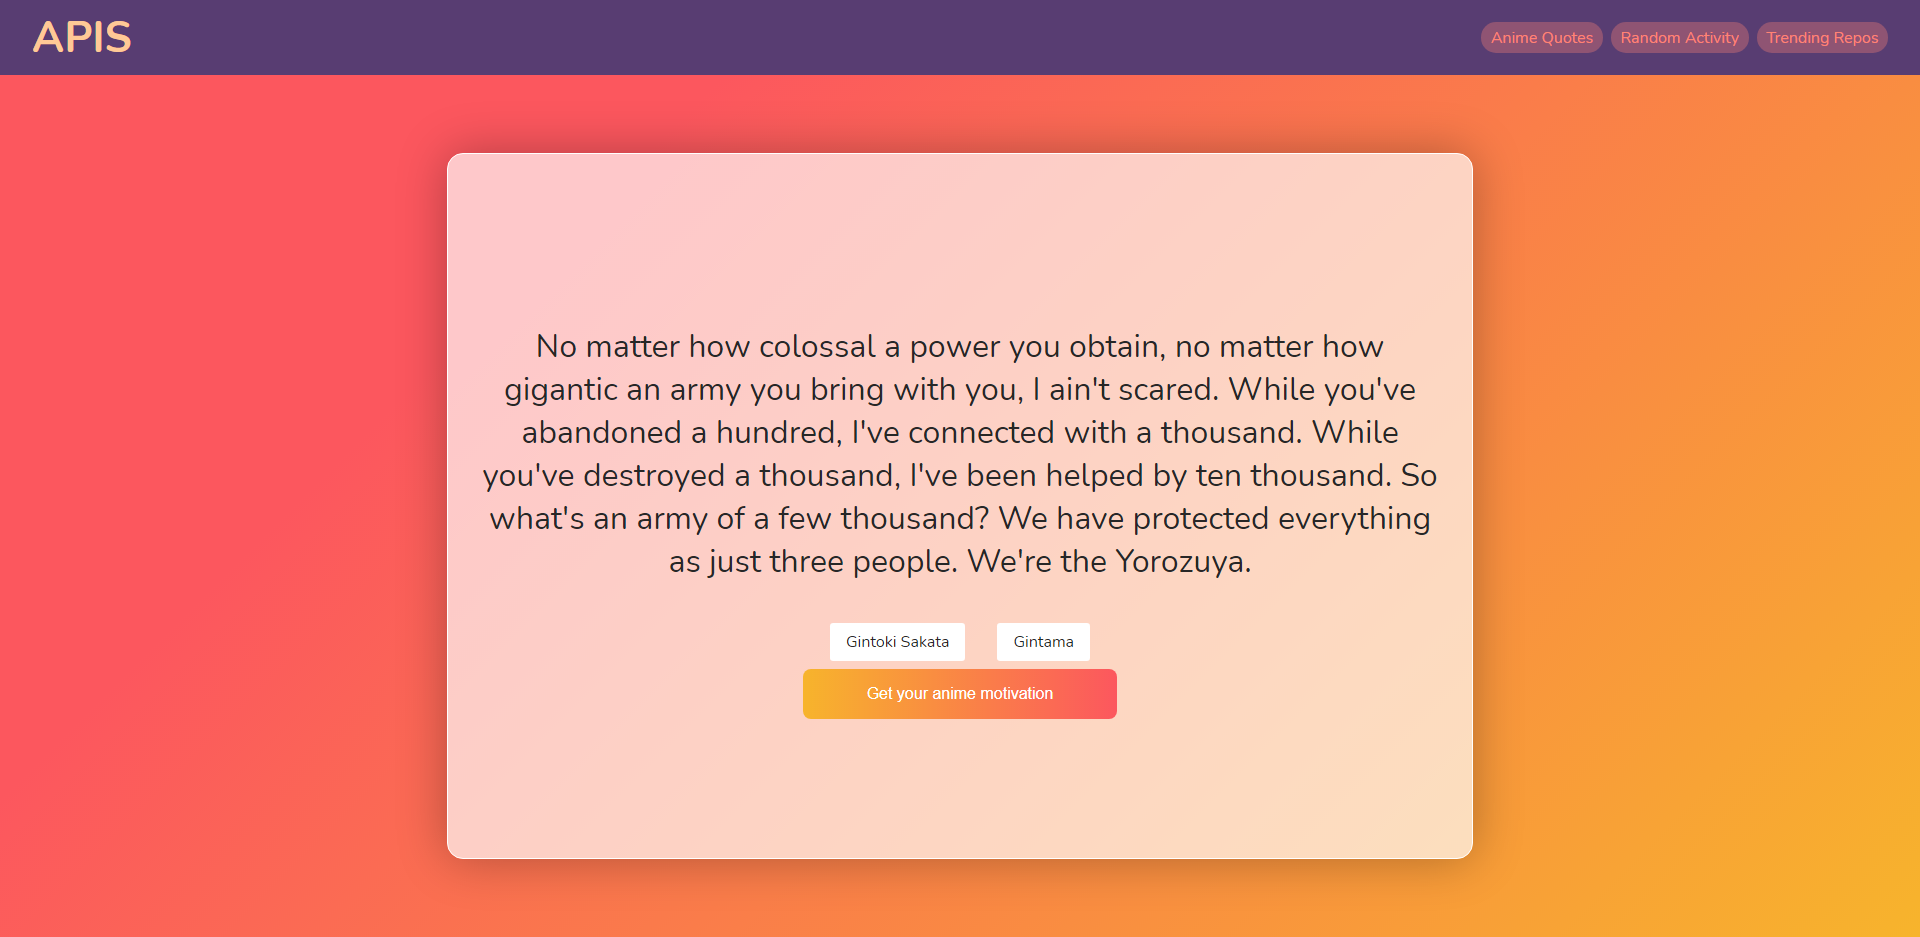 APIS
Anime Quotes
Random Activity
Trending Repos
No matter how colossal a power you obtain, no matter how
gigantic an army you bring with you, I ain't scared. While you've
abandoned a hundred, I've connected with a thousand. While
you've destroyed a thousand, I've been helped by ten thousand. So
what's an army of a few thousand? We have protected everything
as just three people. We're the Yorozuya.
Gintoki Sakata
Gintama
Get your anime motivation